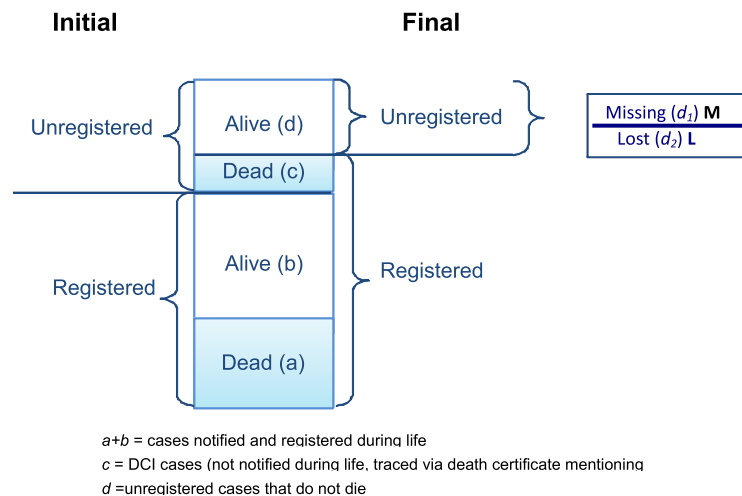 Initial
Final
Unregistered
Alive (d)
Unregistered
Missing (d1) M
Lost (d2) L
Dead (c)
Alive (b)
Registered
Registered
Dead (a)
a+b = cases notified and registered during life
c = DCI cases (not notified during life, traced via death certificate mentioning
d =unregistered cases that do not die